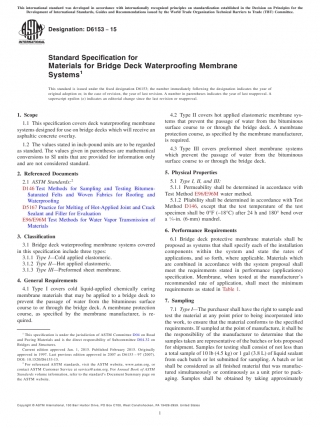 This international standard was developed in accordance with internationally recognized principles on standardization established in the Decision on Principles for the
Development of International Standards, Guides and Recommendations issued by the World Trade Organization Technical Barriers to Trade (TBT) Committee.
Designation: D6153 − 15
INTERNATIONAL
Standard Specification for
Materials for Bridge Deck Waterproofing Membrane
Systems1
This standard is issued under the fixed designation D6153; the number immediately following the designation indicates the year of
original adoption or, in the case of revision, the year of last revision. A number in parentheses indicates the year of last reapproval. A
superscript epsilon (ε) indicates an editorial change since the last revision or reapproval.
1. Scope
1.1 This specification covers deck waterproofing membrane
systems designed for use on bridge decks which will receive an
asphaltic concrete overlay.
1.2 The values stated in inch-pound units are to be regarded
as standard. The values given in parentheses are mathematical
conversions to SI units that are provided for information only
and are not considered standard.
2. Referenced Documents
2.1 ASTM Standards:2
D146 Test Methods for Sampling and Testing Bitumen-
Saturated Felts and Woven Fabrics for Roofing and
Waterproofing
D5167 Practice for Melting of Hot-Applied Joint and Crack
Sealant and Filler for Evaluation
E96/E96M Test Methods for Water Vapor Transmission of
Materials
3. Classification
3.1 Bridge deck waterproofing membrane systems covered
in this specification include three types:
3.1.1 Type I—Cold applied elastomeric.
3.1.2 Type II—Hot applied elastomeric.
3.1.3 Type III—Preformed sheet membrane.
4. General Requirements
4.1 Type I covers cold liquid-applied chemically curing
membrane materials that may be applied to a bridge deck to
prevent the passage of water from the bituminous surface
course to or through the bridge deck. A membrane protection
course, as specified by the membrane manufacturer, is re-
quired.
1 This specification is under the jurisdiction of ASTM Committee D04 on Road
and Paving Materials and is the direct responsibility of Subcommittee D04.32 on
Bridges and Structures.
Current edition approved Jan. 1, 2015. Published February 2015. Originally
approved in 1997. Last previous edition approved in 2007 as D6153 – 97 (2007).
DOI: 10.1520/D6153-15.
2 For referenced ASTM standards, visit the ASTM website, www.astm.org, or
contact ASTM Customer Service at service@astm.org. For Annual Book of ASTM
Standards volume information, refer to the standard's Document Summary page on
the ASTM website.
4.2 Type II covers hot applied elastomeric membrane sys-
tems that prevent the passage of water from the bituminous
surface course to or through the bridge deck. A membrane
protection course, as specified by the membrane manufacturer,
is required.
4.3 Type III covers preformed sheet membrane systems
which prevent the passage of water from the bituminous
surface course to or through the bridge deck.
5. Physical Properties
5.1 Type I, II, and III:
5.1.1 Permeability shall be determined in accordance with
Test Method E96/E96M water method.
5.1.2 Pliability shall be determined in accordance with Test
Method D146, except that the test temperature of the test
specimen shall be 0°F (–18°C) after 24 h and 180° bend over
a ¼-in. (6-mm) mandrel.
6. Performance Requirements
6.1 Bridge deck protective membrane materials shall be
proposed as systems that shall specify each of the installation
components within the system and state the rates of
applications, and so forth, where applicable. Materials which
are combined in accordance with the system proposal shall
meet the requirements stated in performance (applications)
specification. Membrane, when tested at the manufacturer's
recommended rate of application, shall meet the minimum
requirements as stated in Table 1.
7. Sampling
7.1 Type I—The purchaser shall have the right to sample and
test the material at any point prior to being incorporated into
the work, to ensure that the material conforms to the specified
requirements. If sampled at the point of manufacture, it shall be
the responsibility of the manufacturer to determine that the
samples taken are representative of the batches or lots proposed
for shipment. Samples for testing shall consist of not less than
a total sample of 10 lb (4.5 kg) or 1 gal (3.8 L) of liquid sealant
from each batch or lot submitted for sampling. A batch or lot
shall be considered as all finished material that was manufac-
tured simultaneously or continuously as a unit prior to pack-
aging. Samples shall be obtained by taking approximately
Copyright © ASTM International, 100 Barr Harbor Drive, PO Box C700, West Conshohocken, PA 19428-2959. United States
1